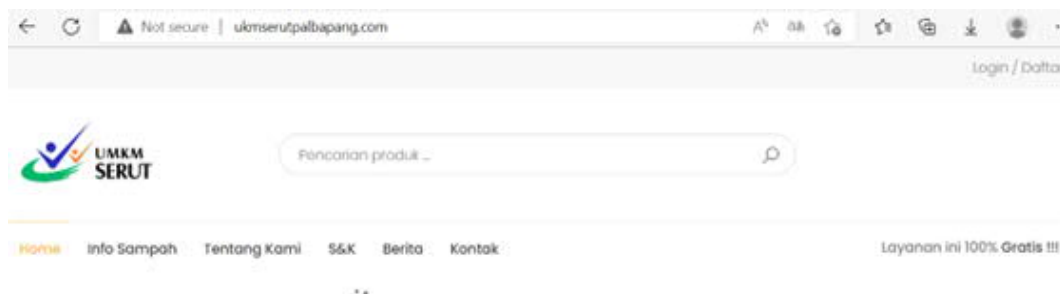 Not secure | ukmserutpalbapang.com
Login / Dafta
UMKM
SERUT
Pencarian produk ...
Home Info Sampah Tentang Kami S&K Berita Kontak
Layanan ini 100% Gratis !!!